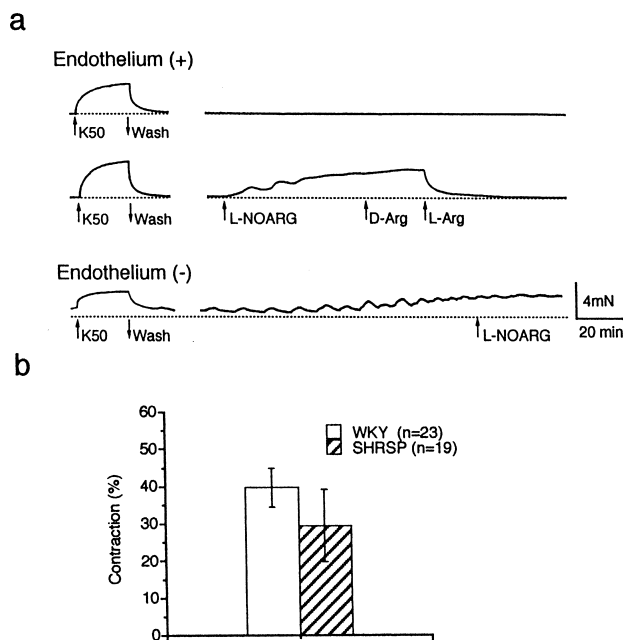 a
Endothelium (+)
K50 Wash
K50 Wash L-NOARG D-Arg L-Arg
Endothelium (-)
K50 Wash L-NOARG
4mN
20 min
b
60
50
40
30
20
10
0
Contraction (%)
WKY (n=23)
SHRSP (n=19)